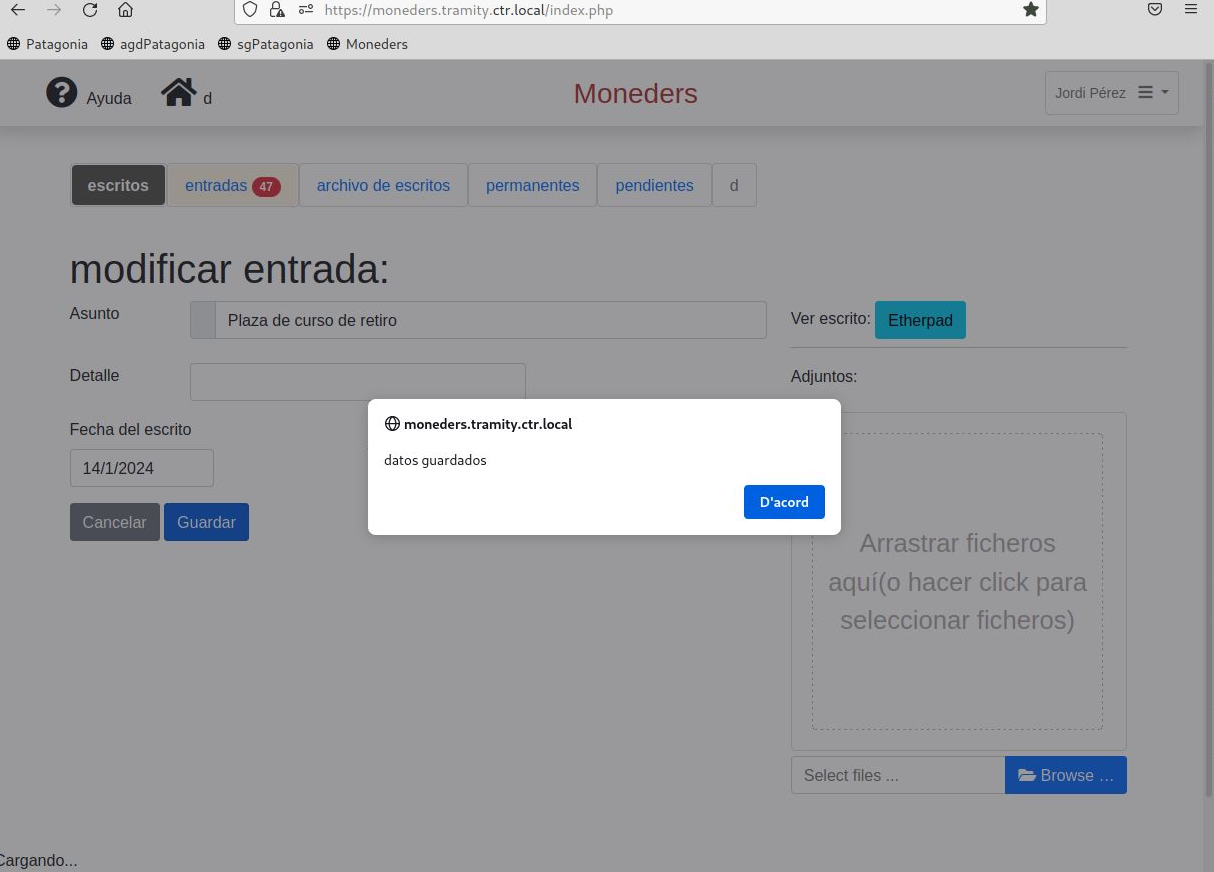 https://moneders.tramity.ctr.local/index.php
Patagonia agdPatagonia sgPatagonia Moneders
Ayuda d Moneders Jordi Pérez
escritos entradas 47 archivo de escritos permanentes pendientes d
modificar entrada:
Asunto Plaza de curso de retiro Ver escrito: Etherpad
Detalle Adjuntos:
Fecha del escrito
14/1/2024
Cancelar Guardar
moneders.tramity.ctr.local
datos guardados
D'acord
Arrastrar ficheros
aquí(o hacer click para
seleccionar ficheros)
Select files ... Browse ...
Cargando...